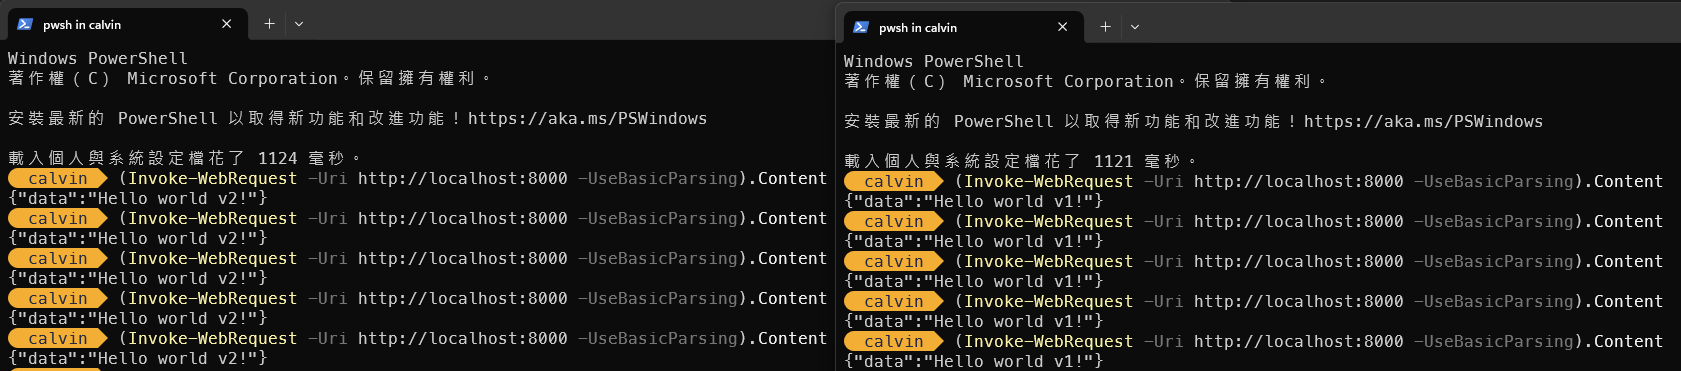 pwsh in calvin
Windows PowerShell
著作權（C） Microsoft Corporation。保留擁有權利。
安裝最新的 PowerShell 以取得新功能和改進功能！https://aka.ms/PSWindows
載入個人與系統設定檔花了 1124 毫秒。
calvin (Invoke-WebRequest -Uri http://localhost:8000 -UseBasicParsing).Content
{"data":"Hello world v2!"}
calvin (Invoke-WebRequest -Uri http://localhost:8000 -UseBasicParsing).Content
{"data":"Hello world v2!"}
calvin (Invoke-WebRequest -Uri http://localhost:8000 -UseBasicParsing).Content
{"data":"Hello world v2!"}
calvin (Invoke-WebRequest -Uri http://localhost:8000 -UseBasicParsing).Content
{"data":"Hello world v2!"}
calvin (Invoke-WebRequest -Uri http://localhost:8000 -UseBasicParsing).Content
{"data":"Hello world v2!"}
pwsh in calvin
Windows PowerShell
著作權（C） Microsoft Corporation。保留擁有權利。
安裝最新的 PowerShell 以取得新功能和改進功能！https://aka.ms/PSWindows
載入個人與系統設定檔花了 1121 毫秒。
calvin (Invoke-WebRequest -Uri http://localhost:8000 -UseBasicParsing).Content
{"data":"Hello world v1!"}
calvin (Invoke-WebRequest -Uri http://localhost:8000 -UseBasicParsing).Content
{"data":"Hello world v1!"}
calvin (Invoke-WebRequest -Uri http://localhost:8000 -UseBasicParsing).Content
{"data":"Hello world v1!"}
calvin (Invoke-WebRequest -Uri http://localhost:8000 -UseBasicParsing).Content
{"data":"Hello world v1!"}
calvin (Invoke-WebRequest -Uri http://localhost:8000 -UseBasicParsing).Content
{"data":"Hello world v1!"}